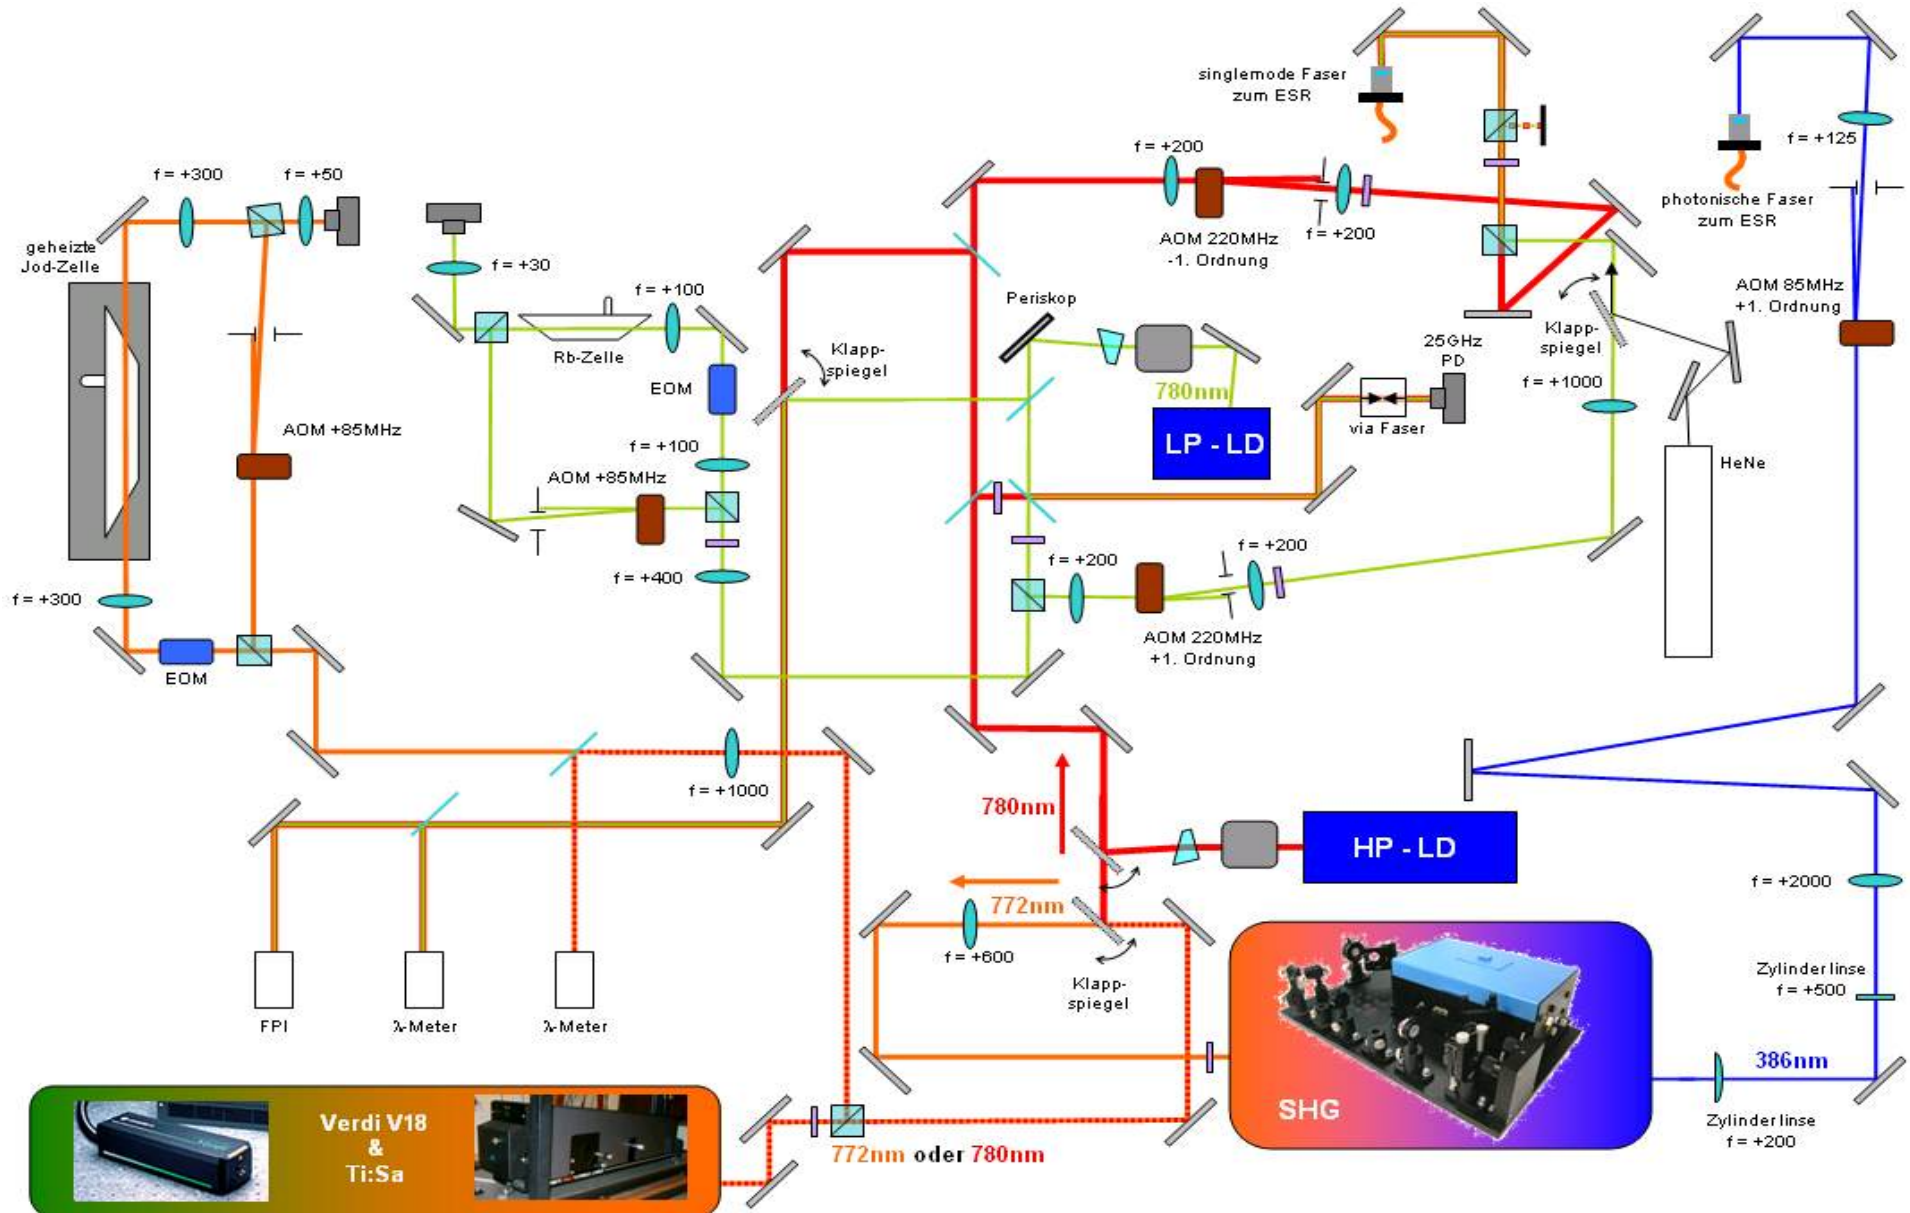 singlemode Faser
zum ESR
f = +125
f = +200
f = +300
f = +50
photonische Faser
zum ESR
geheizte
Jod-Zelle
f = +30
f = +200
AOM 220MHz
-1. Ordnung
AOM 85MHz
+1. Ordnung
f = +100
Periskop
Klapp-
spiegel
25GHz
PD
Rb-Zelle
Klapp-
spiegel
EOM
780nm
f = +1000
via Faser
AOM +85MHz
LP - LD
f = +100
HeNe
AOM +85MHz
f = +200
f = +200
f = +400
f = +300
AOM 220MHz
+1. Ordnung
EOM
f = +1000
780nm
HP - LD
f = +2000
772nm
f = +600
Klapp-
spiegel
Zylinderlinse
f = +500
FPI
λ-Meter
λ-Meter
386nm
SHG
Verdi V18
&
Ti:Sa
772nm oder 780nm
Zylinderlinse
f = +200